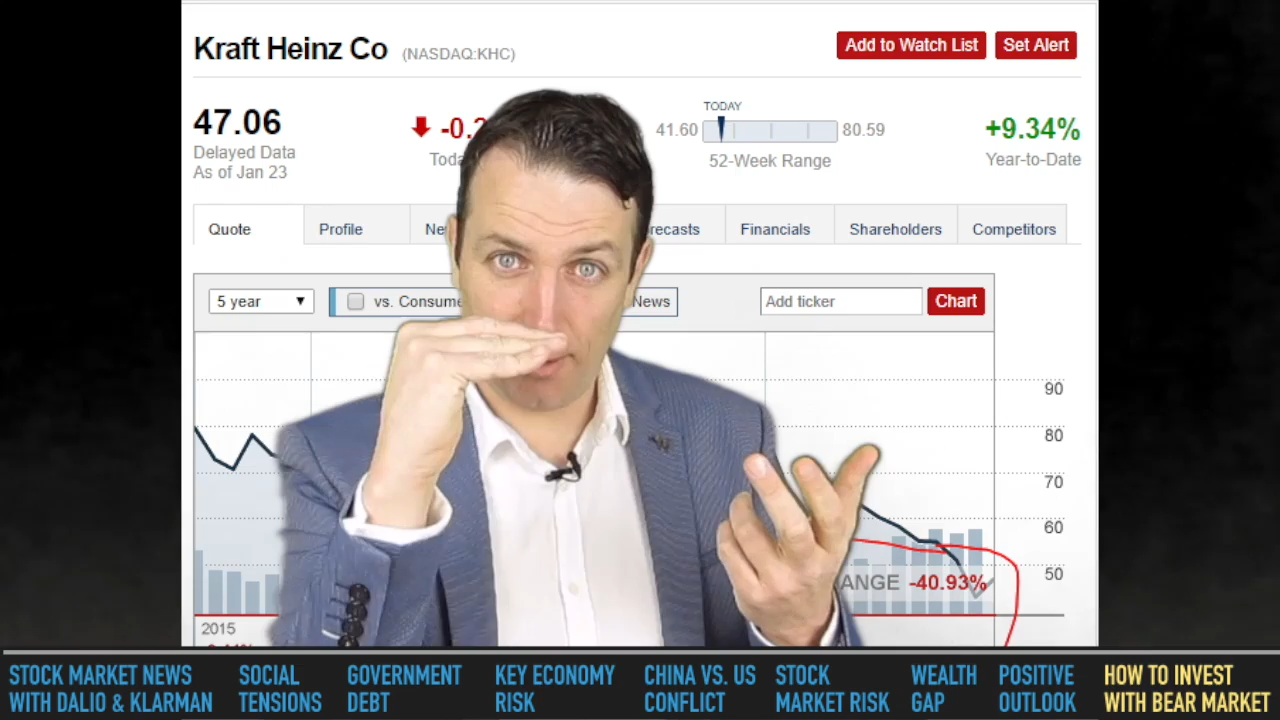 Kraft Heinz Co (NASDAQ:KHC)
Add to Watch List
Set Alert
47.06
Delayed Data
As of Jan 23
TODAY
41.60
80.59
52-Week Range
+9.34%
Year-to-Date
Quote
Profile
Financials
Shareholders
Competitors
5 year
vs.
News
Add ticker
Chart
90
80
70
60
50
-40.93%
2015
STOCK MARKET NEWS
WITH DALIO & KLARMAN
SOCIAL
TENSIONS
GOVERNMENT
DEBT
KEY ECONOMY
RISK
CHINA VS. US
CONFLICT
STOCK
MARKET RISK
WEALTH
GAP
POSITIVE
OUTLOOK
HOW TO INVEST
WITH BEAR MARKET